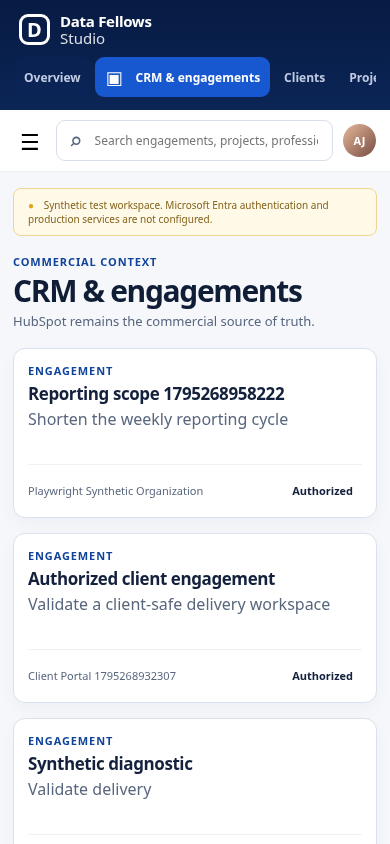 D
Data Fellows
Studio
Overview
CRM & engagements
Clients
Proje
Search engagements, projects, professi
AJ
Synthetic test workspace. Microsoft Entra authentication and
production services are not configured.
COMMERCIAL CONTEXT
CRM & engagements
HubSpot remains the commercial source of truth.
ENGAGEMENT
Reporting scope 1795268958222
Shorten the weekly reporting cycle
Playwright Synthetic Organization
Authorized
ENGAGEMENT
Authorized client engagement
Validate a client-safe delivery workspace
Client Portal 1795268932307
Authorized
ENGAGEMENT
Synthetic diagnostic
Validate delivery